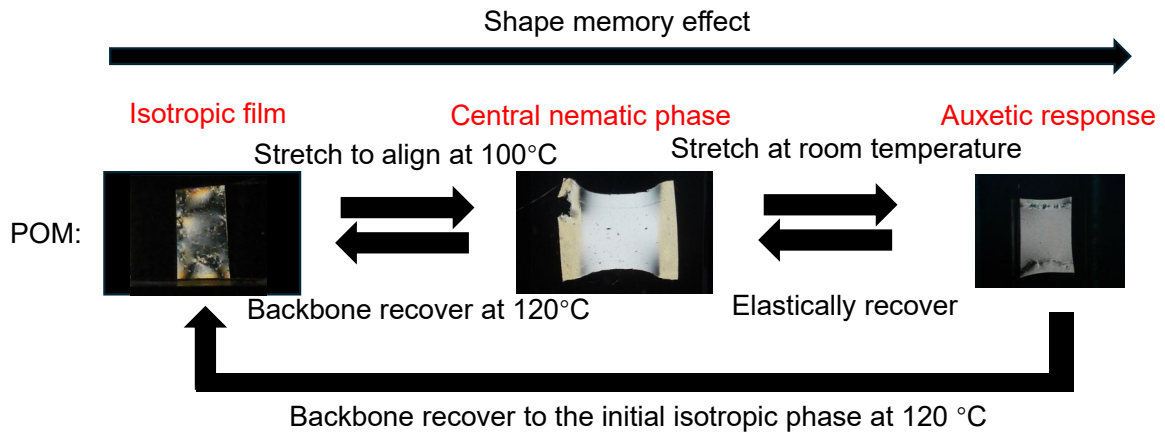 Shape memory effect
Isotropic film
Central nematic phase
Auxetic response
Stretch to align at 100°C
Stretch at room temperature
POM:
Backbone recover at 120°C
Elastically recover
Backbone recover to the initial isotropic phase at 120 °C